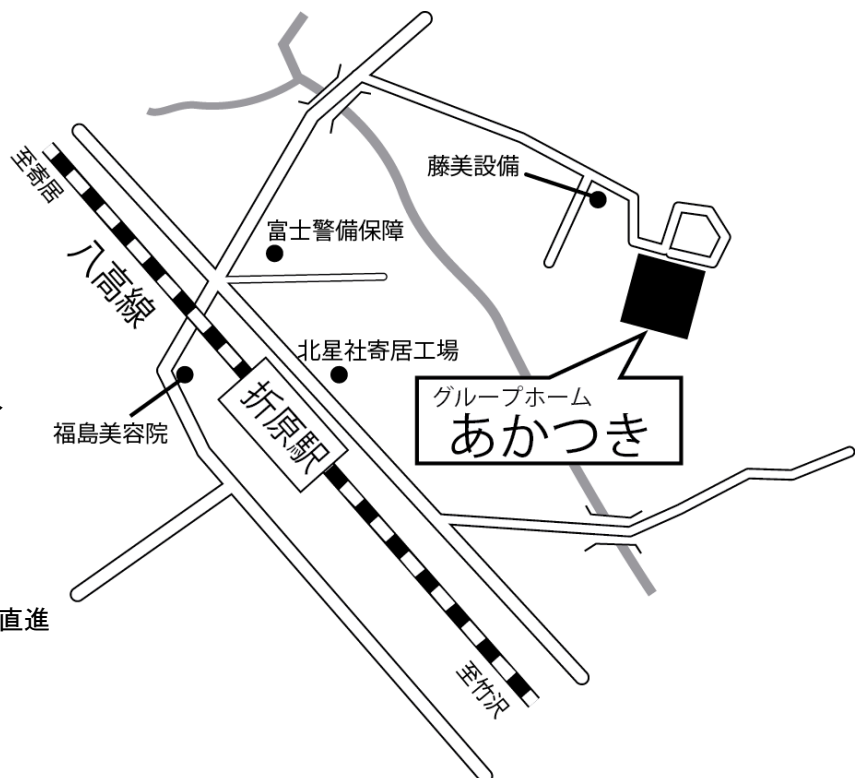 藤美設備
至寄居
富士警備保障
八高線
北星社寄居工場
グループホーム
あかつき
折原駅
福島美容院
直進
至竹沢